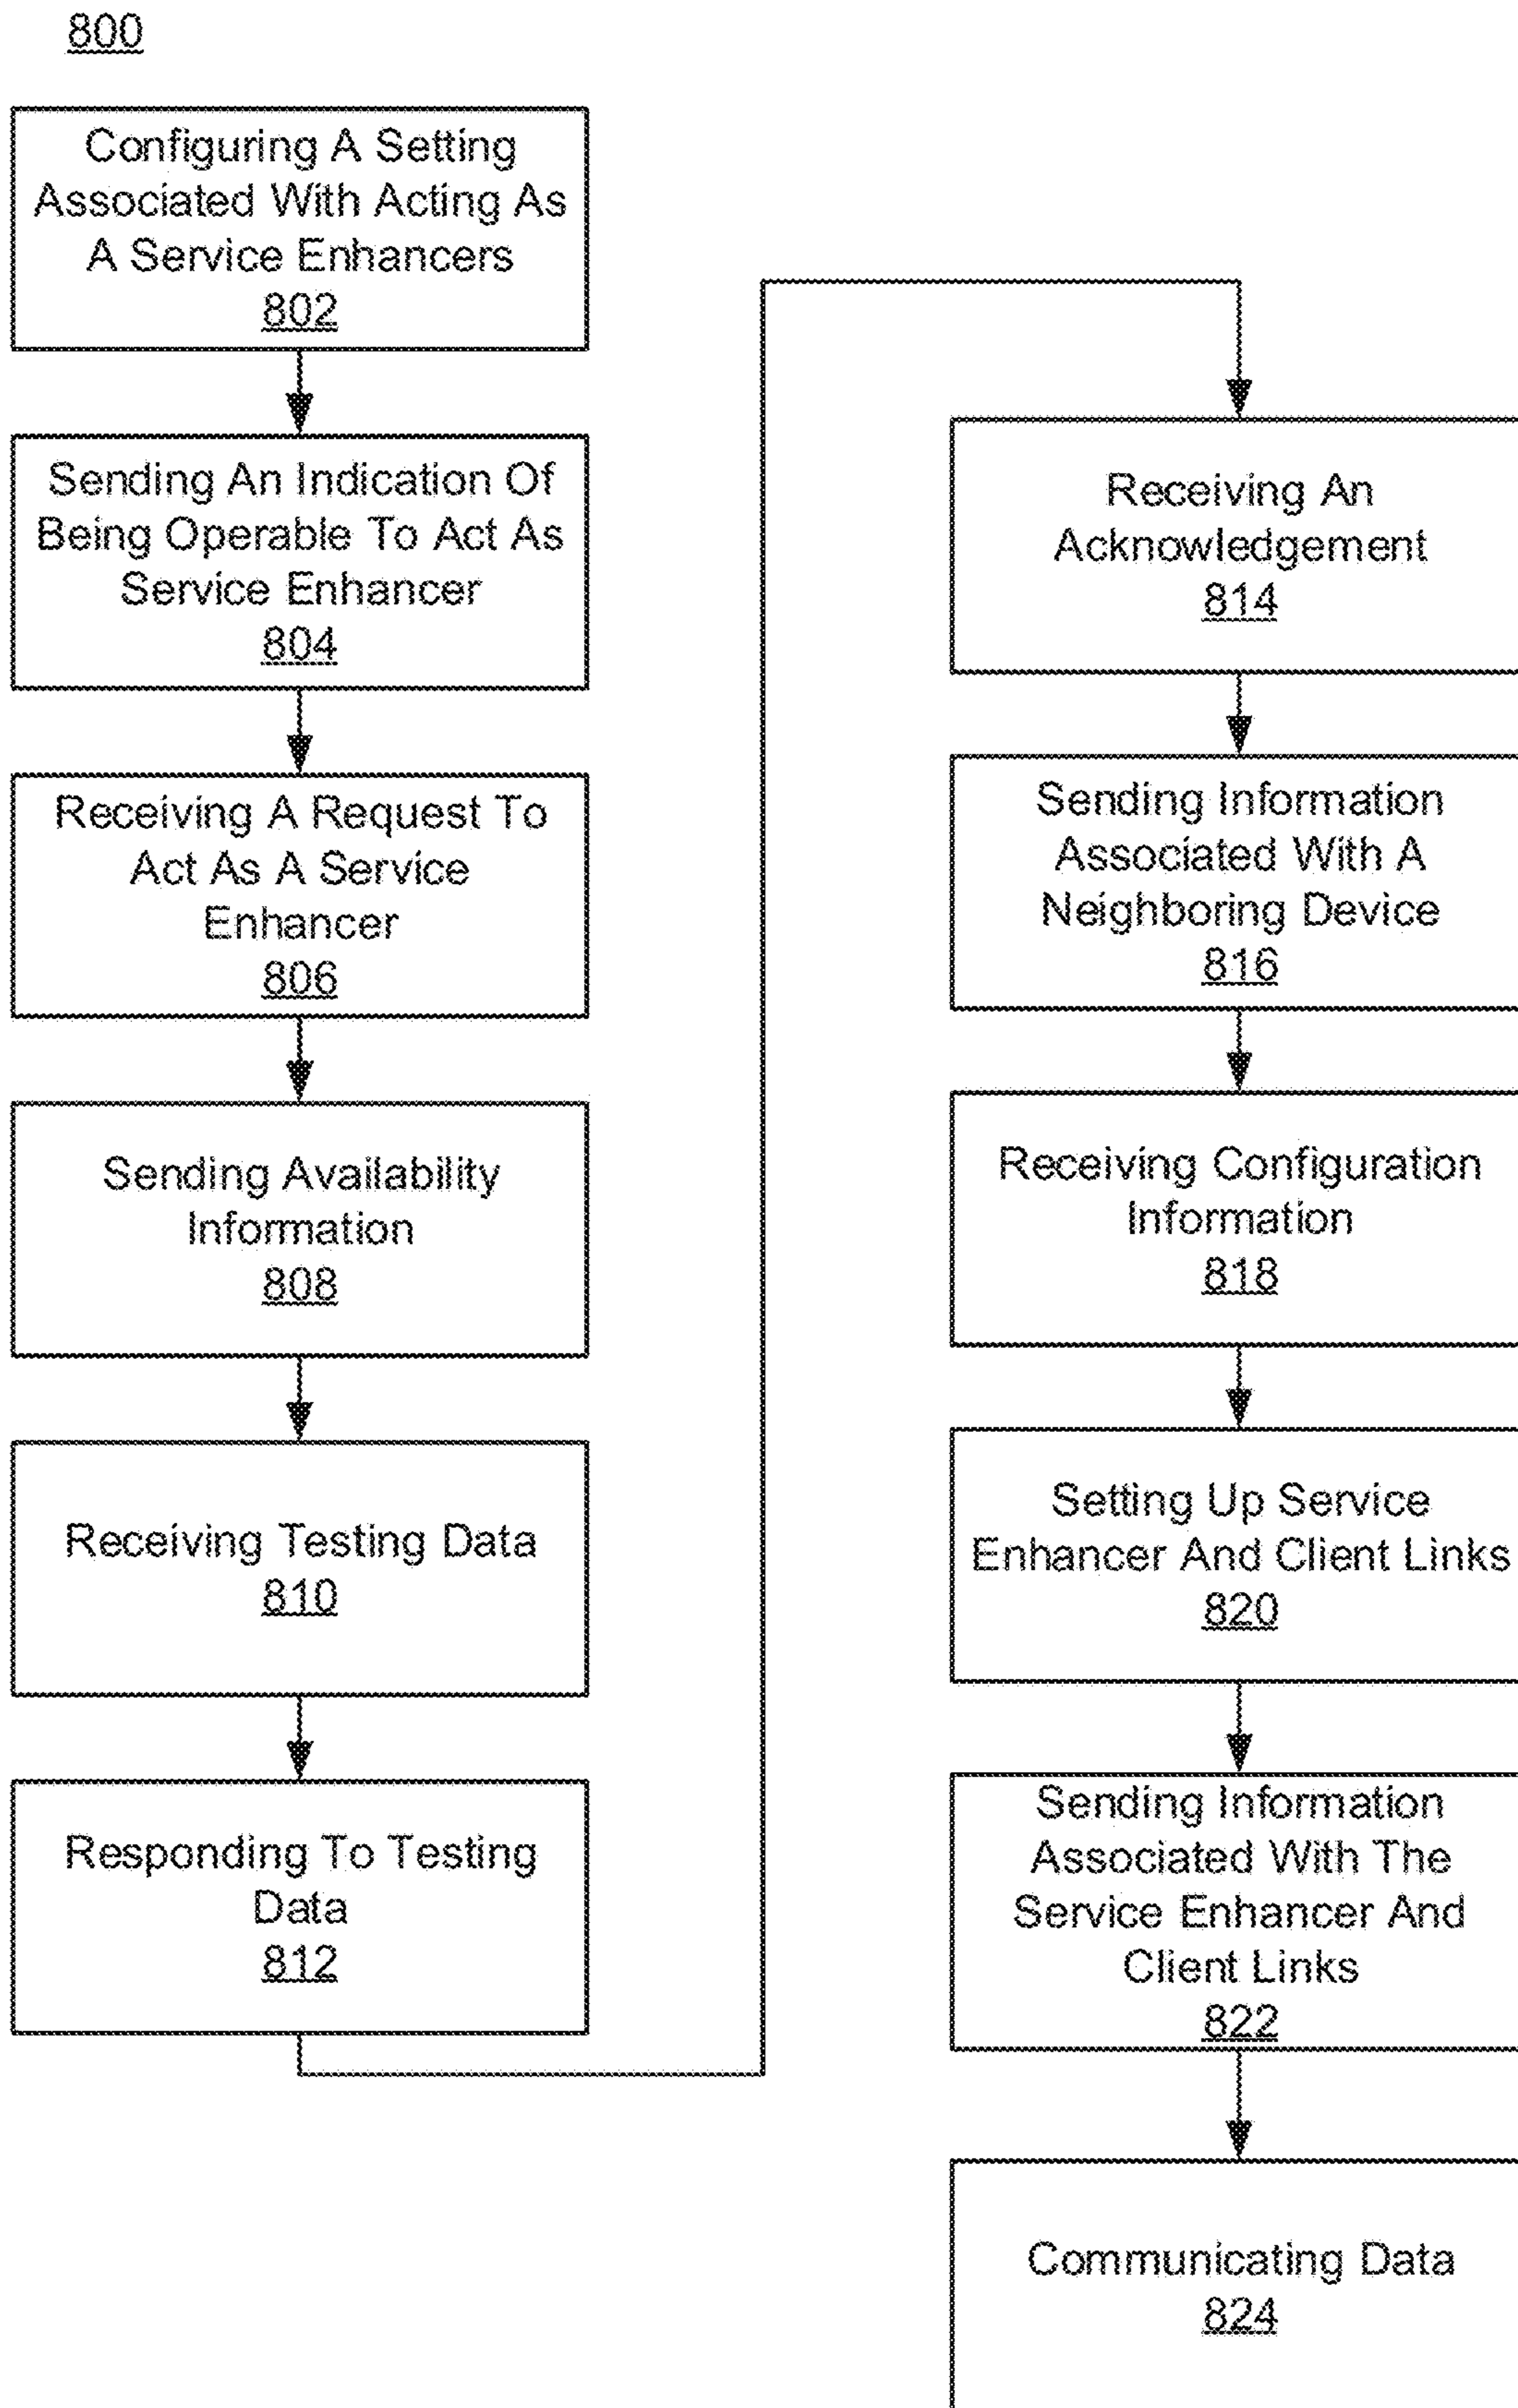 800
Configuring A Setting
Associated With Acting As
A Service Enhancers
802
Sending An Indication Of
Being Operable To Act As
Service Enhancer
804
Receiving A Request To
Act As A Service
Enhancer
806
Sending Availability
Information
808
Receiving Testing Data
810
Responding To Testing
Data
812
Receiving An
Acknowledgement
814
Sending Information
Associated With A
Neighboring Device
816
Receiving Configuration
Information
818
Setting Up Service
Enhancer And Client Links
820
Sending Information
Associated With The
Service Enhancer And
Client Links
822
Communicating Data
824